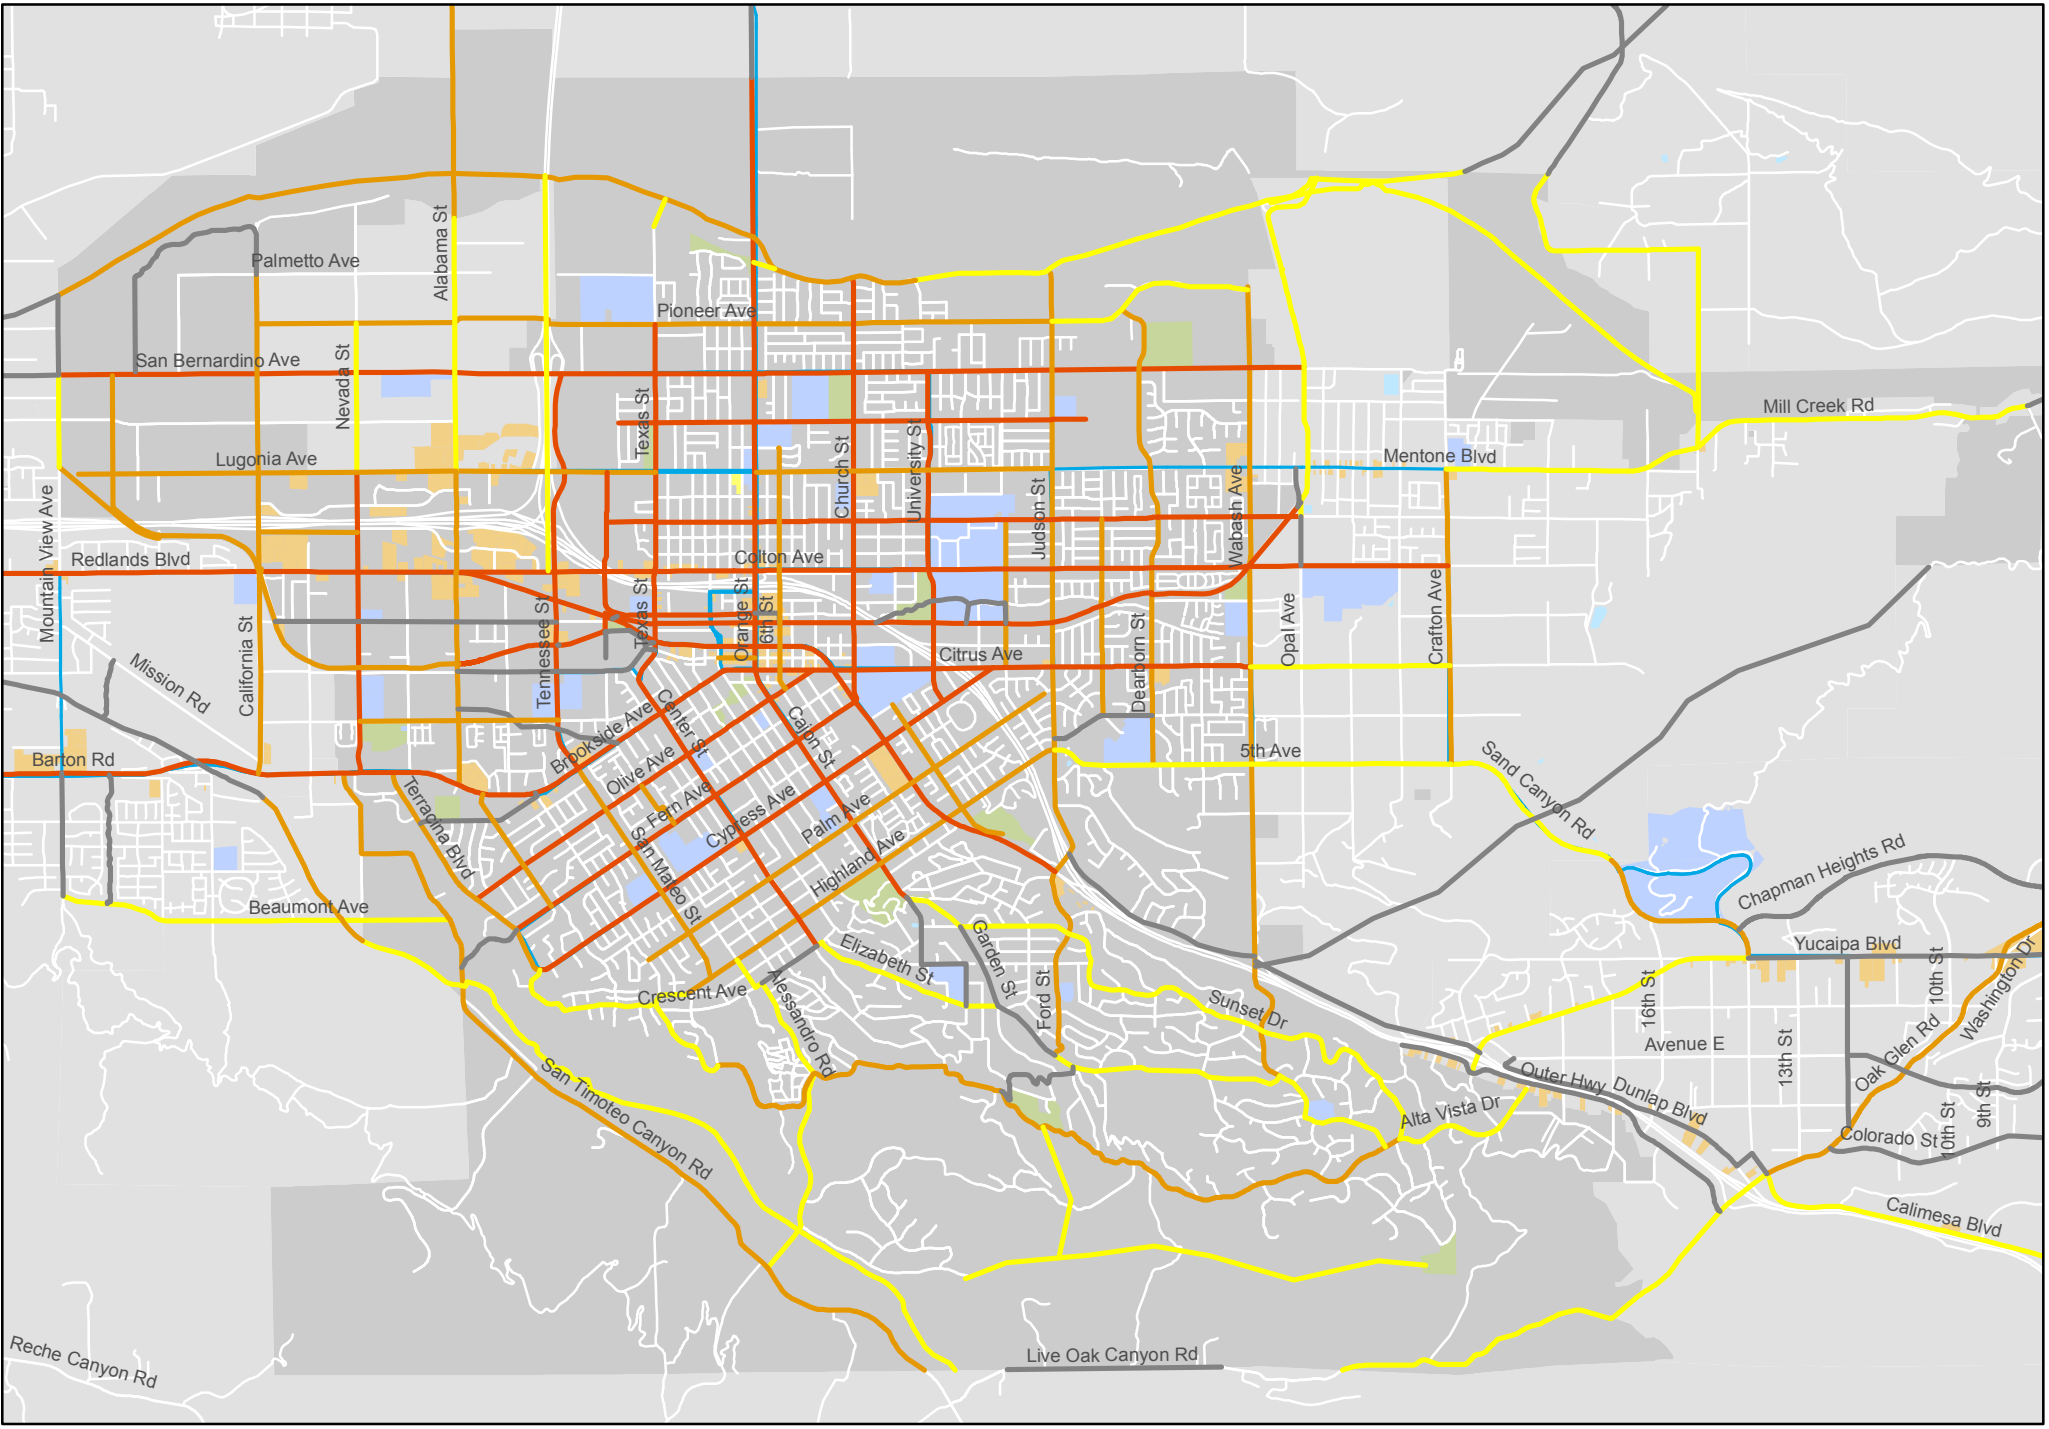 Alabama St
Palmetto Ave
Pioneer Ave
San Bernardino Ave
Nevada St
Texas St
Mill Creek Rd
Lugonia Ave
Church St
University St
Mentone Blvd
Mountain View Ave
Judson St
Wabash Ave
Redlands Blvd
Colton Ave
Tennessee St
Texas St
Orange St
6th St
Opal Ave
Crafton Ave
California St
Mission Rd
Citrus Ave
Dearborn St
Center St
Cajon St
Brookside Ave
Barton Rd
Olive Ave
5th Ave
Sand Canyon Rd
Terracina Blvd
Fern Ave
Cypress Ave
Palm Ave
San Mateo St
Highland Ave
Chapman Heights Rd
Beaumont Ave
Elizabeth St
Garden St
Yucaipa Blvd
10th St
Washington Dr
Crescent Ave
Alessandro Rd
Ford St
Sunset Dr
16th St
Avenue E
13th St
Oak Glen Rd
San Timoteo Canyon Rd
Outer Hwy
Dunlap Blvd
Alta Vista Dr
9th St
10th St
Colorado St
Calimesa Blvd
Reche Canyon Rd
Live Oak Canyon Rd